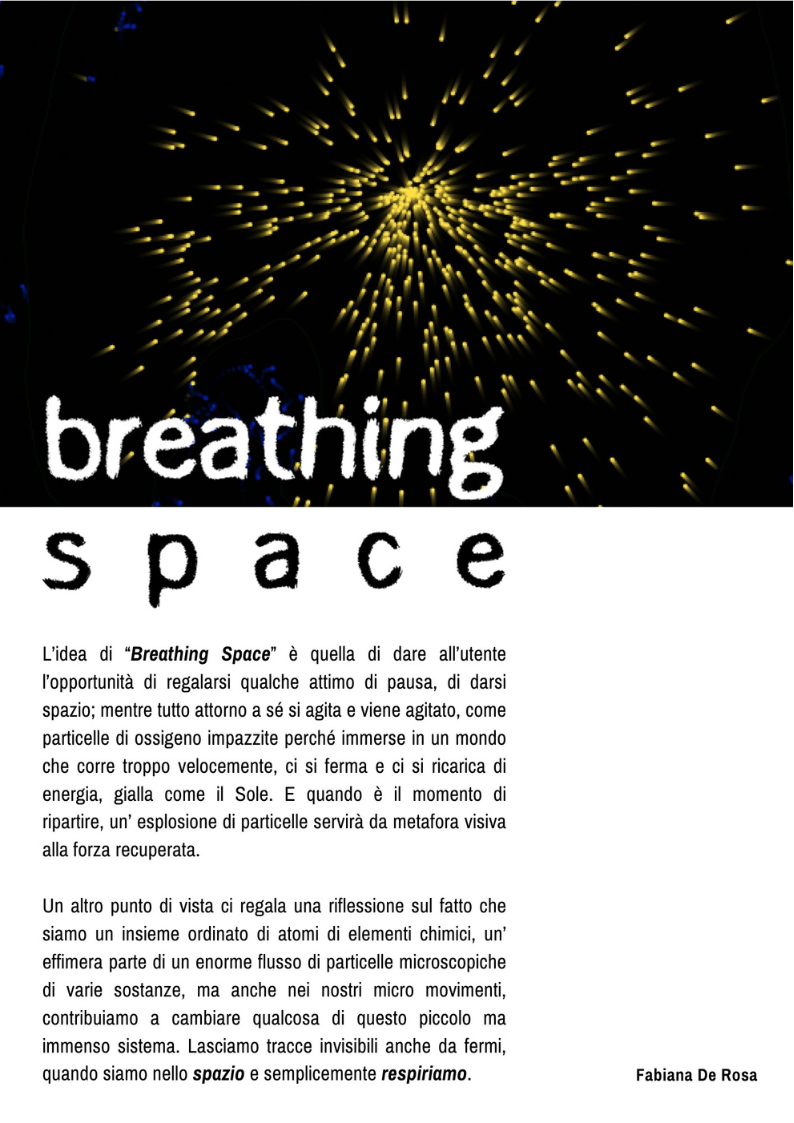 breathing
space
L’idea di “Breathing Space” è quella di dare all’utente
l’opportunità di regalarsi qualche attimo di pausa, di darsi
spazio; mentre tutto attorno a sé si agita e viene agitato, come
particelle di ossigeno impazzite perché immerse in un mondo
che corre troppo velocemente, ci si ferma e ci si ricarica di
energia, gialla come il Sole. E quando è il momento di
ripartire, un’ esplosione di particelle servirà da metafora visiva
alla forza recuperata.
Un altro punto di vista ci regala una riflessione sul fatto che
siamo un insieme ordinato di atomi di elementi chimici, un’
effimera parte di un enorme flusso di particelle microscopiche
di varie sostanze, ma anche nei nostri micro movimenti,
contribuiamo a cambiare qualcosa di questo piccolo ma
immenso sistema. Lasciamo tracce invisibili anche da fermi,
quando siamo nello spazio e semplicemente respiriamo.
Fabiana De Rosa